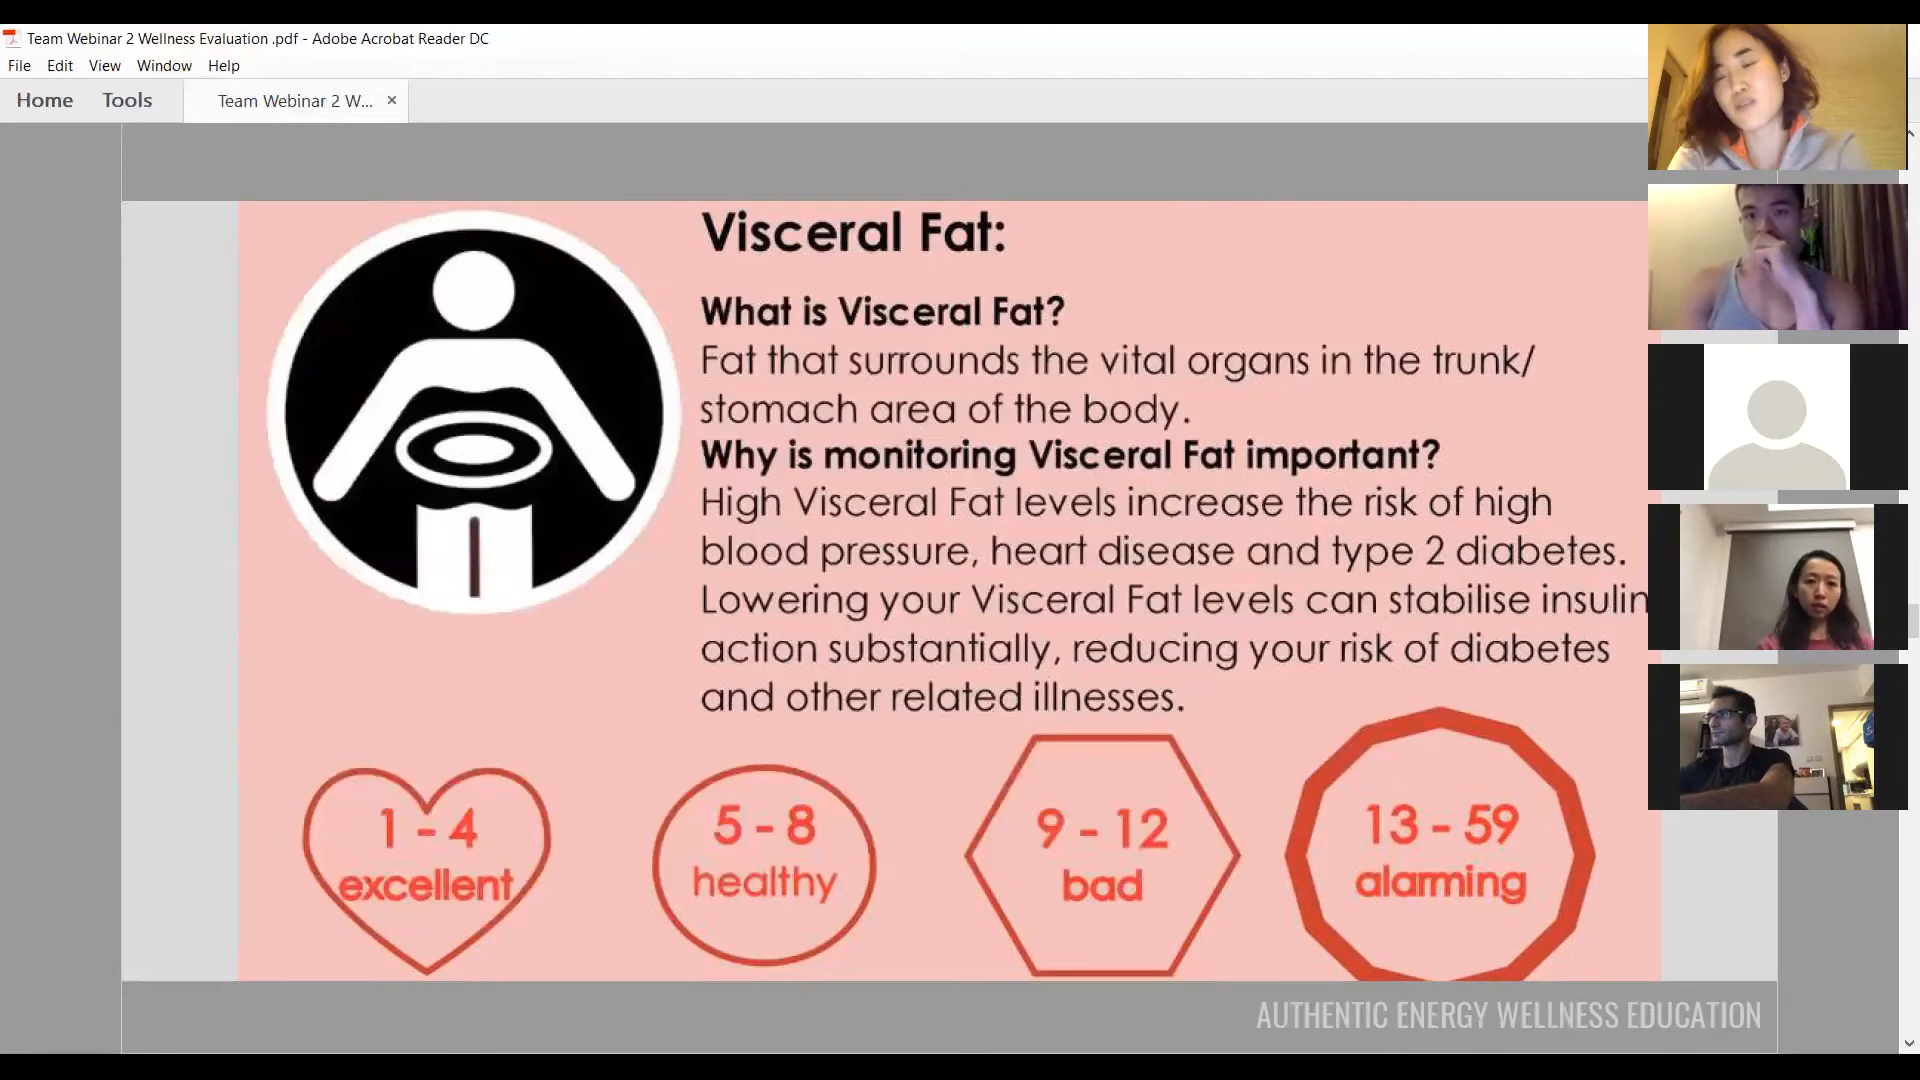 Team Webinar 2 Wellness Evaluation .pdf - Adobe Acrobat Reader DC
File Edit View Window Help
Home Tools Team Webinar 2 W... ×
Visceral Fat:
What is Visceral Fat?
Fat that surrounds the vital organs in the trunk/
stomach area of the body.
Why is monitoring Visceral Fat important?
High Visceral Fat levels increase the risk of high
blood pressure, heart disease and type 2 diabetes.
Lowering your Visceral Fat levels can stabilise insulin
action substantially, reducing your risk of diabetes
and other related illnesses.
1 - 4
excellent
5 - 8
healthy
9 - 12
bad
13 - 59
alarming
AUTHENTIC ENERGY WELLNESS EDUCATION